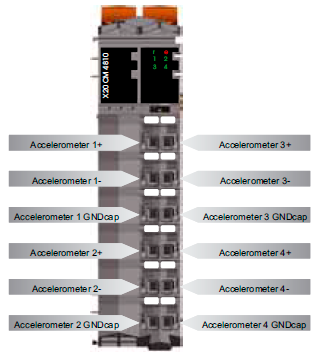 X20 CM 4810
r e
1 2
3 4
Accelerometer 1+
Accelerometer 3+
Accelerometer 1-
Accelerometer 3-
Accelerometer 1 GNDcap
Accelerometer 3 GNDcap
Accelerometer 2+
Accelerometer 4+
Accelerometer 2-
Accelerometer 4-
Accelerometer 2 GNDcap
Accelerometer 4 GNDcap